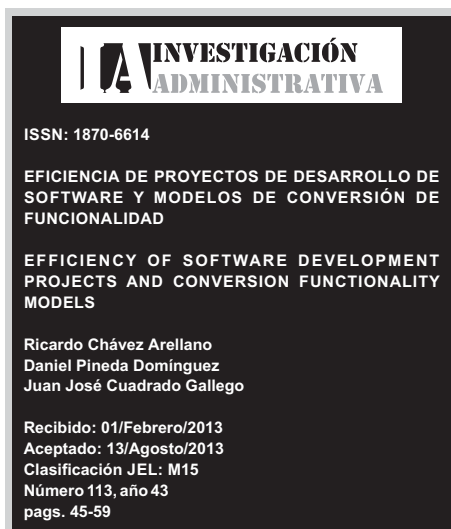 IA INVESTIGACIÓN
ADMINISTRATIVA
ISSN: 1870-6614
EFICIENCIA DE PROYECTOS DE DESARROLLO DE
SOFTWARE Y MODELOS DE CONVERSIÓN DE
FUNCIONALIDAD
EFFICIENCY OF SOFTWARE DEVELOPMENT
PROJECTS AND CONVERSION FUNCTIONALITY
MODELS
Ricardo Chávez Arellano
Daniel Pineda Domínguez
Juan José Cuadrado Gallego
Recibido: 01/Febrero/2013
Aceptado: 13/Agosto/2013
Clasificación JEL: M15
Número 113, año 43
pags. 45-59